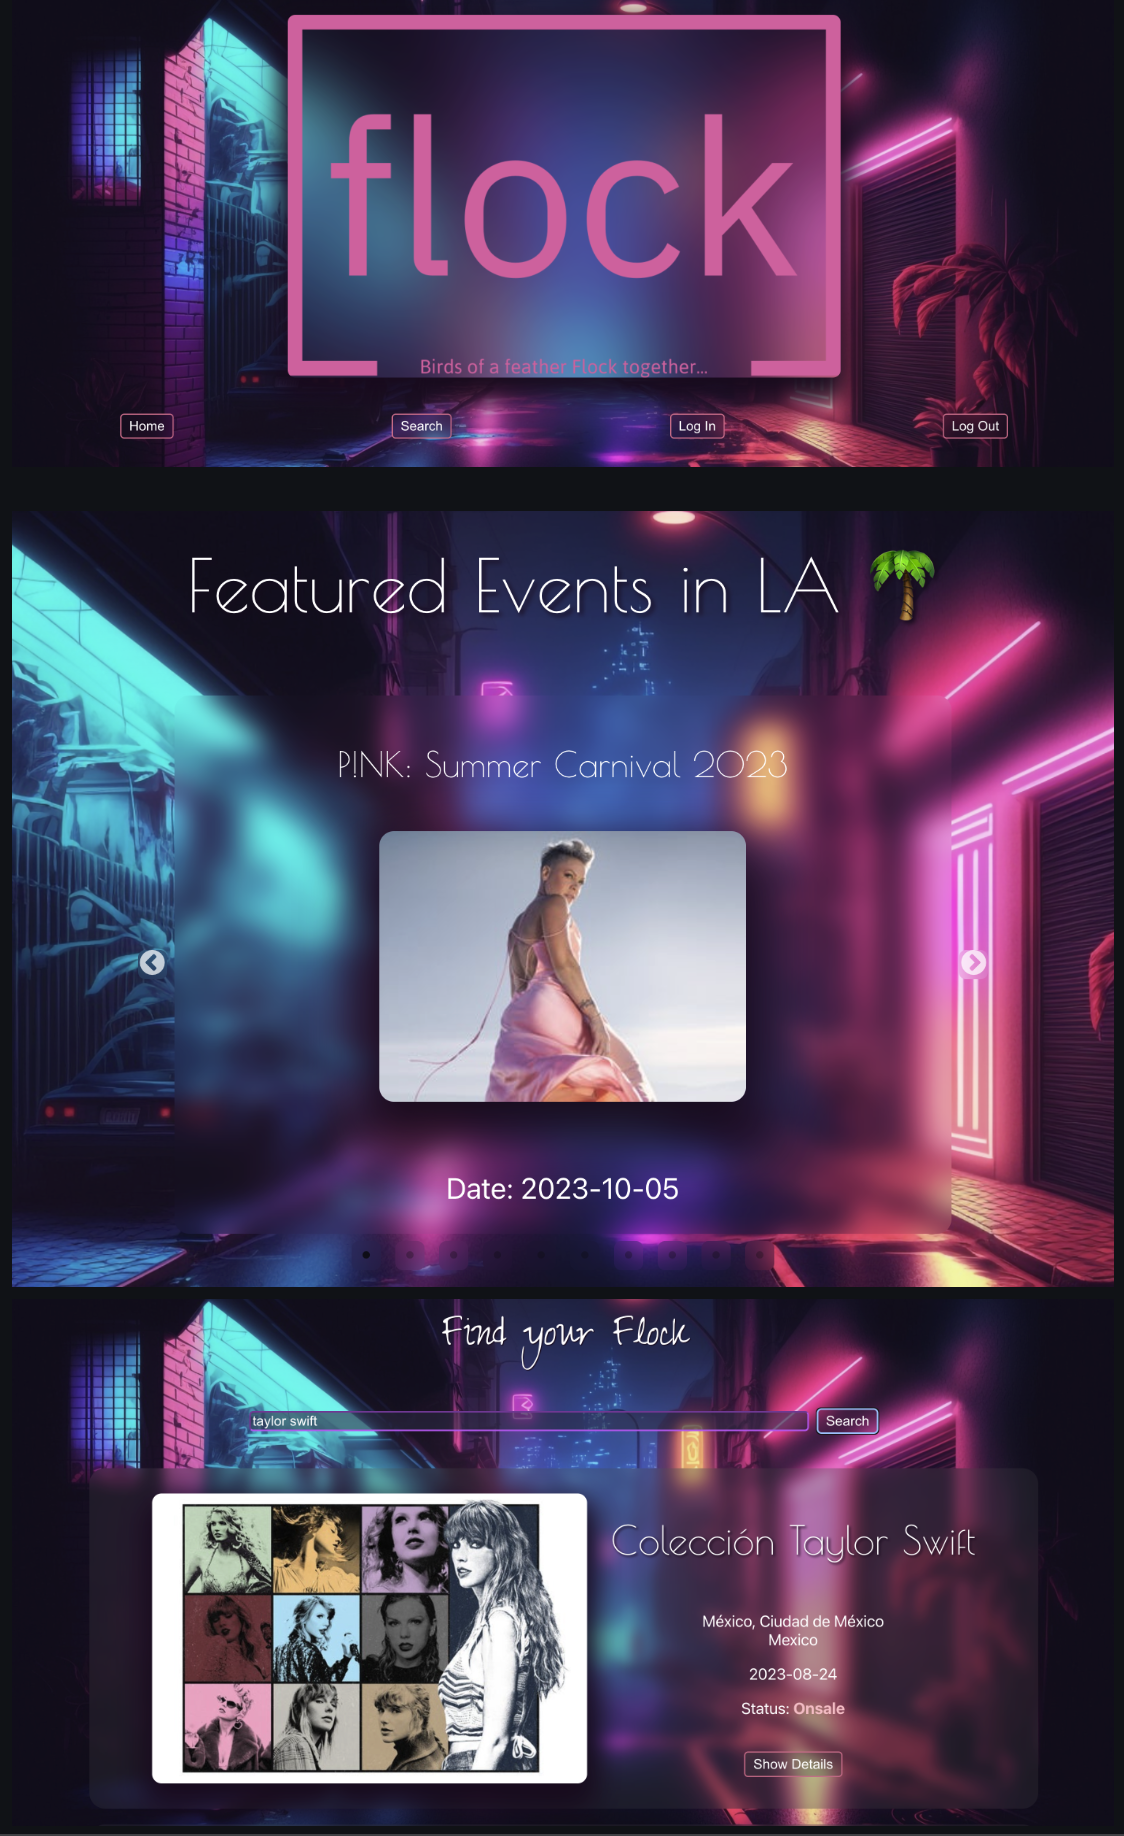 flock
Birds of a feather Flock together...
Home
Search
Log In
Log Out
Featured Events in LA 🌴
P!NK: Summer Carnival 2023
Date: 2023-10-05
Find your Flock
taylor swift
Search
Colección Taylor Swift
México, Ciudad de México
Mexico
2023-08-24
Status: Onsale
Show Details